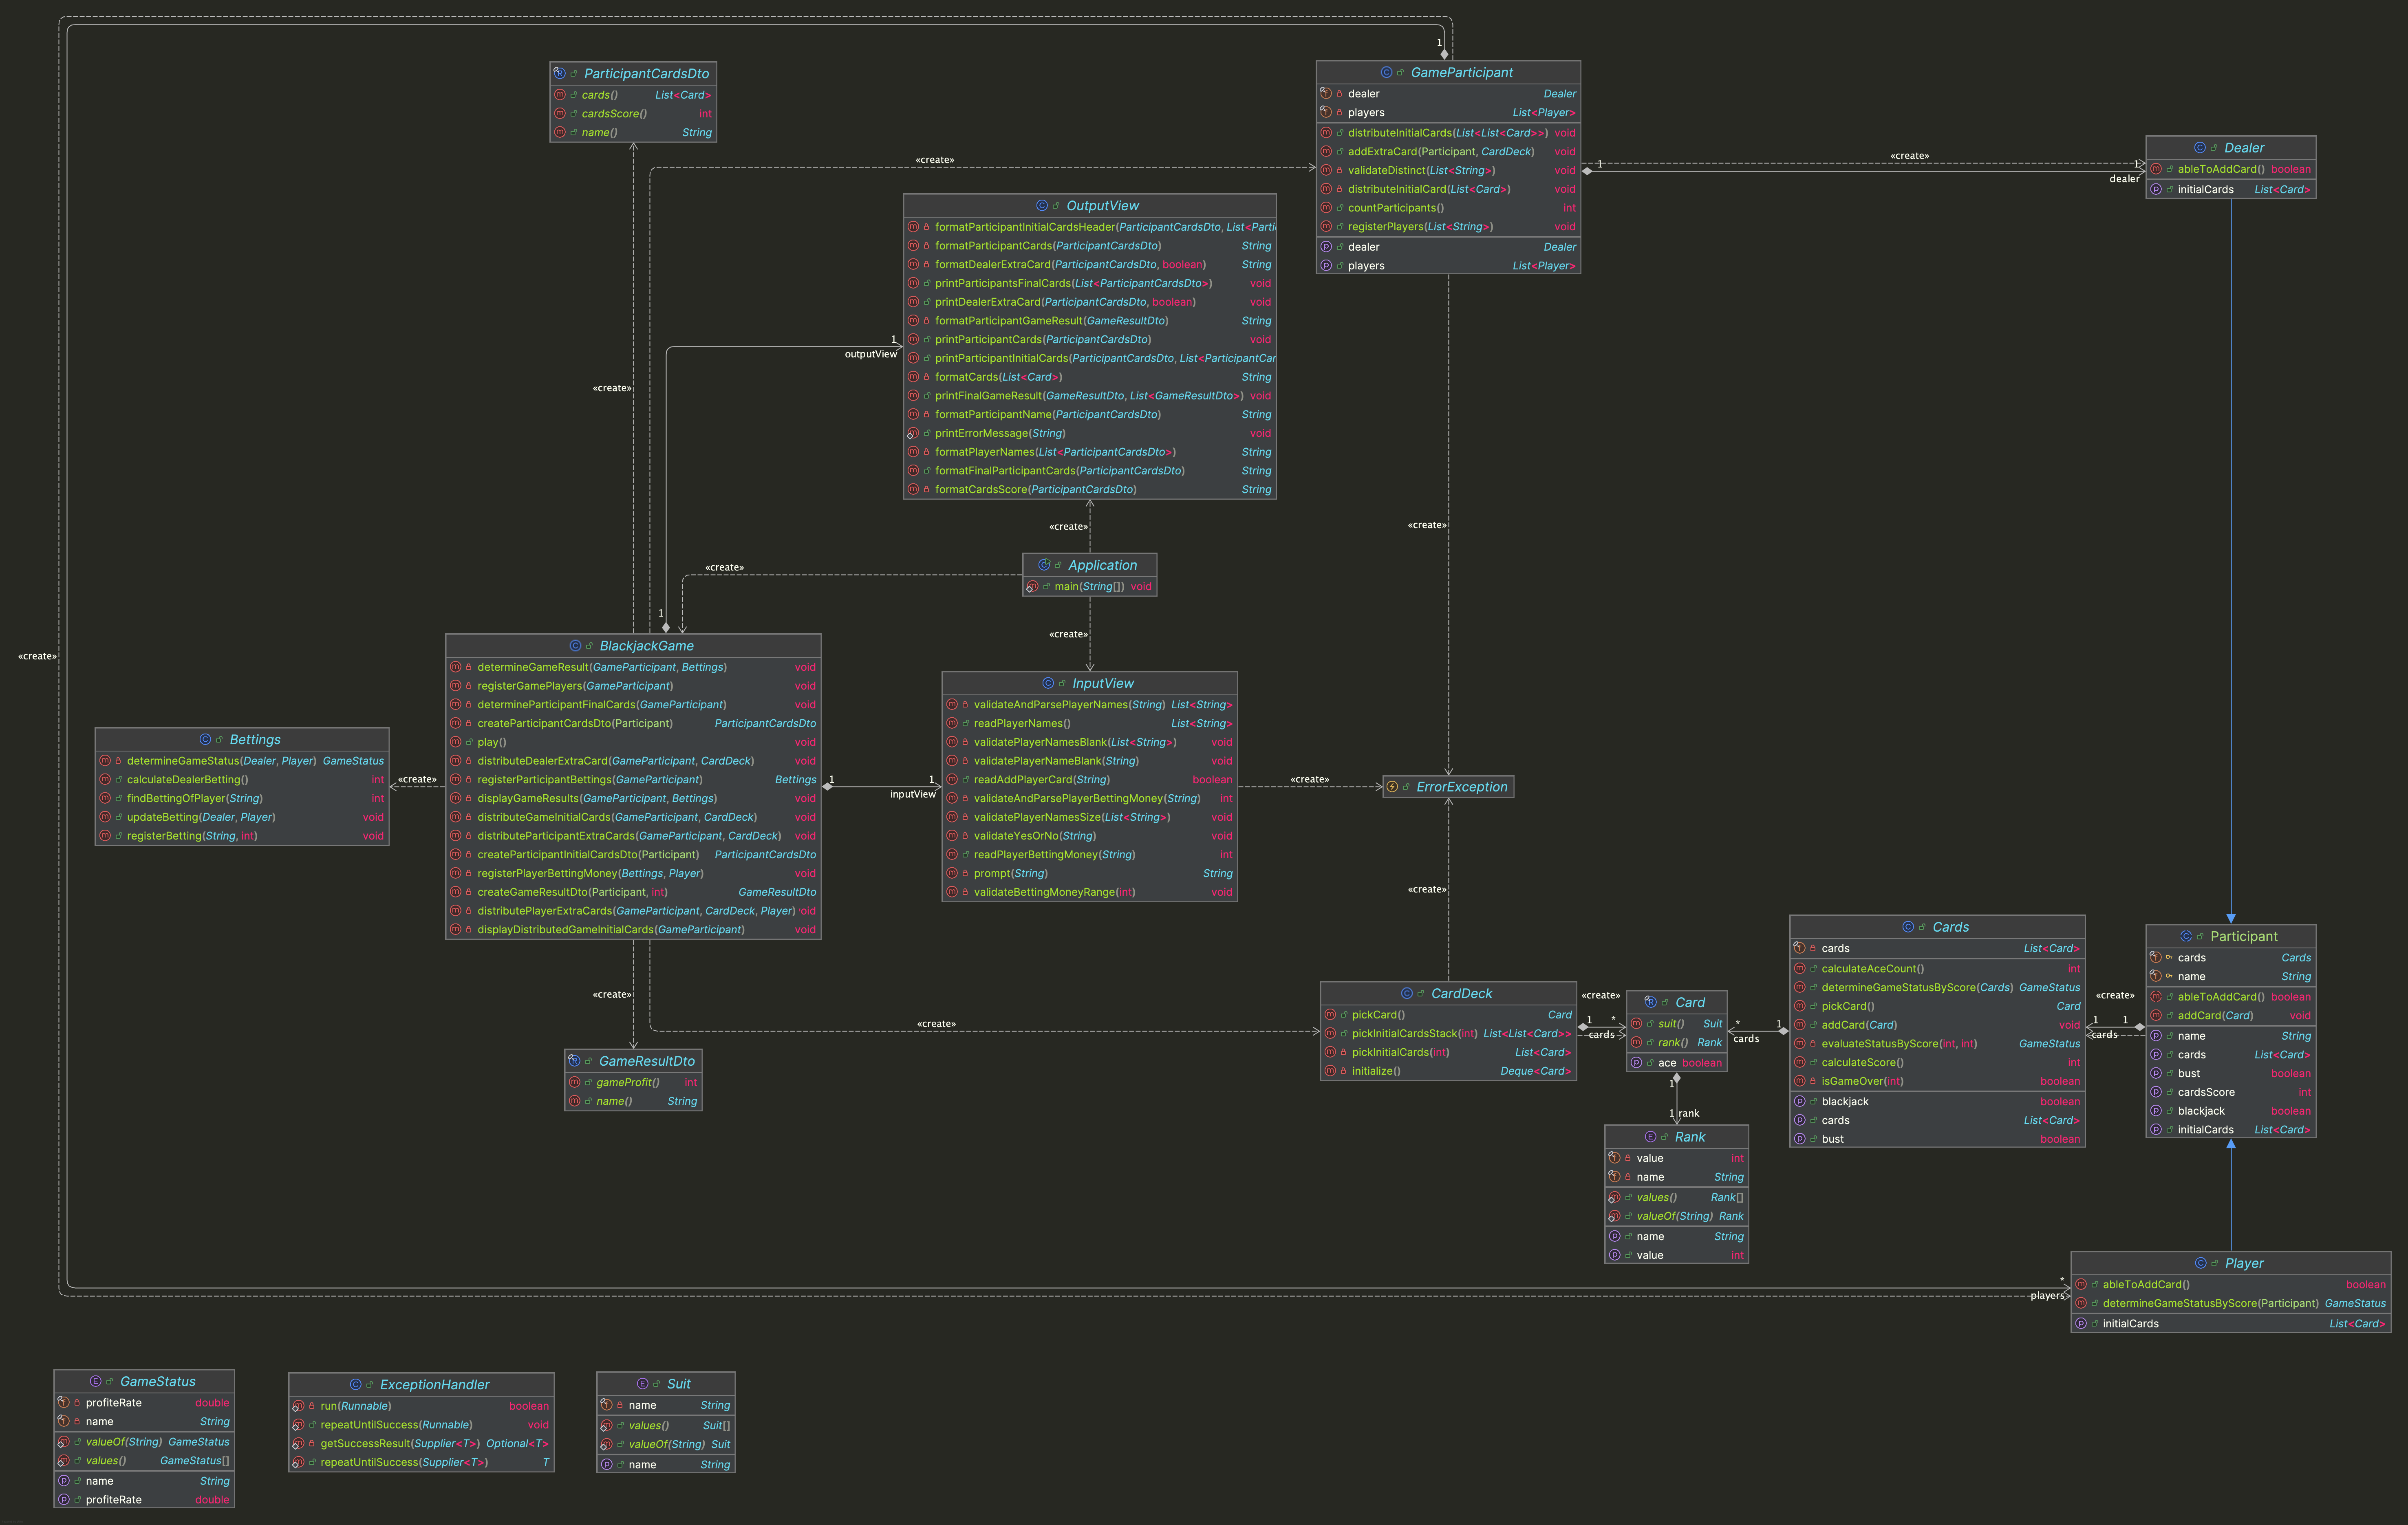 ParticipantCardsDto
cards() List<Card>
cardsScore() int
name() String
1
GameParticipant
dealer Dealer
players List<Player>
distributeInitialCards(List<List<Card>>) void
addExtraCard(Participant, CardDeck) void
validateDistinct(List<String>) void
distributeInitialCard(List<Card>) void
countParticipants() int
registerPlayers(List<String>) void
dealer Dealer
players List<Player>
«create»
1
«create»
1
dealer
Dealer
ableToAddCard() boolean
initialCards List<Card>
OutputView
formatParticipantInitialCardsHeader(ParticipantCardsDto, List<Parti
formatParticipantCards(ParticipantCardsDto) String
formatDealerExtraCard(ParticipantCardsDto, boolean) String
printParticipantsFinalCards(List<ParticipantCardsDto>) void
printDealerExtraCard(ParticipantCardsDto, boolean) void
formatParticipantGameResult(GameResultDto) String
printParticipantCards(ParticipantCardsDto) void
printParticipantInitialCards(ParticipantCardsDto, List<ParticipantCar
formatCards(List<Card>) String
printFinalGameResult(GameResultDto, List<GameResultDto>) void
formatParticipantName(ParticipantCardsDto) String
printErrorMessage(String) void
formatPlayerNames(List<ParticipantCardsDto>) String
formatFinalParticipantCards(ParticipantCardsDto) String
formatCardsScore(ParticipantCardsDto) String
1
outputView
«create»
«create»
«create»
Application
main(String[]) void
«create»
«create»
1
«create»
BlackjackGame
determineGameResult(GameParticipant, Bettings) void
registerGamePlayers(GameParticipant) void
determineParticipantFinalCards(GameParticipant) void
createParticipantCardsDto(Participant) ParticipantCardsDto
play() void
distributeDealerExtraCard(GameParticipant, CardDeck) void
registerParticipantBettings(GameParticipant) Bettings
displayGameResults(GameParticipant, Bettings) void
distributeGameInitialCards(GameParticipant, CardDeck) void
distributeParticipantExtraCards(GameParticipant, CardDeck) void
createParticipantInitialCardsDto(Participant) ParticipantCardsDto
registerPlayerBettingMoney(Bettings, Player) void
createGameResultDto(Participant, int) GameResultDto
distributePlayerExtraCards(GameParticipant, CardDeck, Player) void
displayDistributedGameInitialCards(GameParticipant) void
InputView
validateAndParsePlayerNames(String) List<String>
readPlayerNames() List<String>
validatePlayerNamesBlank(List<String>) void
validatePlayerNameBlank(String) void
readAddPlayerCard(String) boolean
validateAndParsePlayerBettingMoney(String) int
validatePlayerNamesSize(List<String>) void
validateYesOrNo(String) void
readPlayerBettingMoney(String) int
prompt(String) String
validateBettingMoneyRange(int) void
Bettings
determineGameStatus(Dealer, Player) GameStatus
calculateDealerBetting() int
findBettingOfPlayer(String) int
updateBetting(Dealer, Player) void
registerBetting(String, int) void
«create»
1
1
inputView
«create»
ErrorException
«create»
«create»
«create»
GameResultDto
gameProfit() int
name() String
CardDeck
pickCard() Card
pickInitialCardsStack(int) List<List<Card>>
pickInitialCards(int) List<Card>
initialize() Deque<Card>
«create»
1
*
cards
Card
suit() Suit
rank() Rank
ace boolean
*
cards
1
Cards
cards List<Card>
calculateAceCount() int
determineGameStatusByScore(Cards) GameStatus
pickCard() Card
addCard(Card) void
evaluateStatusByScore(int, int) GameStatus
calculateScore() int
isGameOver(int) boolean
blackjack boolean
cards List<Card>
bust boolean
«create»
1
1
cards
Participant
cards Cards
name String
ableToAddCard() boolean
addCard(Card) void
name String
cards List<Card>
bust boolean
cardsScore int
blackjack boolean
initialCards List<Card>
1
1
rank
Rank
value int
name String
values() Rank[]
valueOf(String) Rank
name String
value int
*
players
Player
ableToAddCard() boolean
determineGameStatusByScore(Participant) GameStatus
initialCards List<Card>
GameStatus
profiteRate double
name String
valueOf(String) GameStatus
values() GameStatus[]
name String
profiteRate double
ExceptionHandler
run(Runnable) boolean
repeatUntilSuccess(Runnable) void
getSuccessResult(Supplier<T>) Optional<T>
repeatUntilSuccess(Supplier<T>) T
Suit
name String
values() Suit[]
valueOf(String) Suit
name String